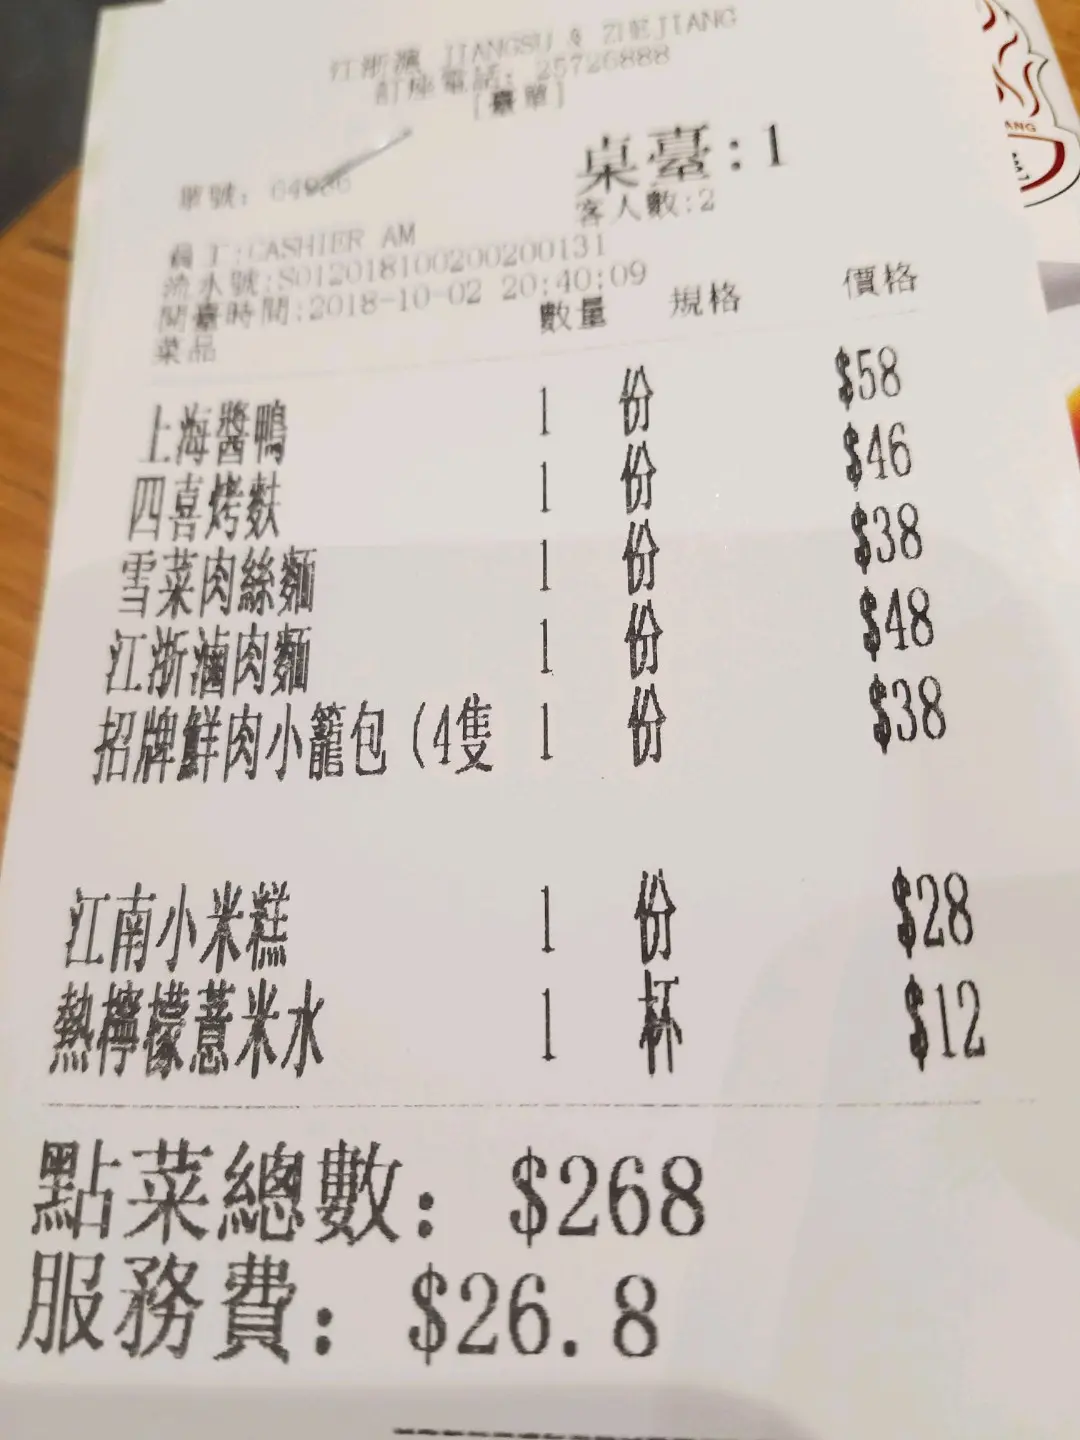 江浙滬 JIANGSU & ZHEJIANG
訂座電話: 25726888
[臺單]
桌臺:1
單號: 64986
客人數:2
員工:CASHIER AM
流水號:S0120181002002​00131
開臺時間:2018-10-02 20:40:09
菜品 數量 規格 價格
上海醬鴨 1 份 $58
四喜烤麩 1 份 $46
雪菜肉絲麵 1 份 $38
江浙滷肉麵 1 份 $48
招牌鮮肉小籠包 (4隻 1 份 $38
江南小米糕 1 份 $28
熱檸檬薏米水 1 杯 $12
點菜總數: $268
服務費: $26.8